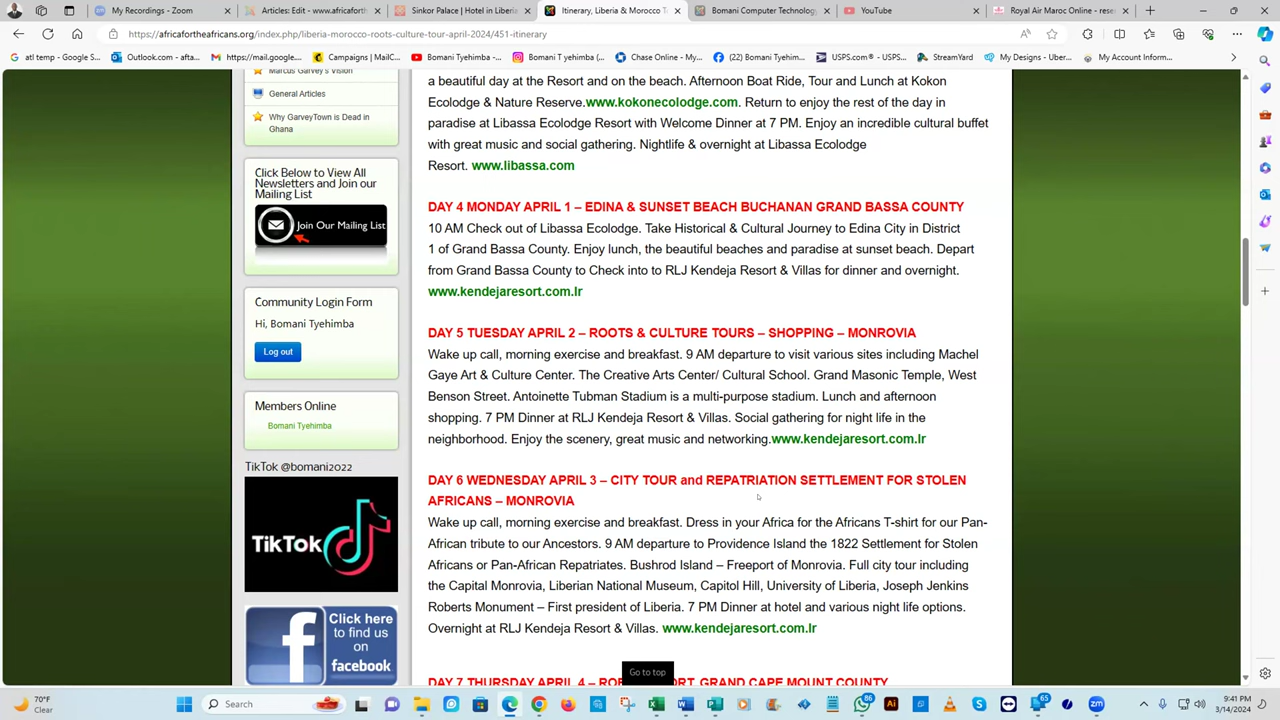 My Recordings - Zoom
Articles: Edit - www.africaforth
Sinkor Palace | Hotel in Liberia
Itinerary, Liberia & Morocco T
Bomani Computer Technology
YouTube
Royal Air Maroc Online - rese
https://africafortheafricans.org/index.php/liberia-morocco-roots-culture-tour-april-2024/451-itinerary
atl temp - Google S...
Outlook.com - afta...
https://mail.google...
Campaigns | MailC...
Bomani Tyehimba -...
Bomani T yehimba...
Chase Online - My...
(22) Bomani Tyehim...
USPS.com® - USPS...
StreamYard
My Designs - Uber...
My Account Inform...
Marcus Garvey's Vision
General Articles
Why GarveyTown is Dead in
Ghana
Click Below to View All
Newsletters and Join our
Mailing List
Join Our Mailing List
Community Login Form
Hi, Bomani Tyehimba
Log out
Members Online
Bomani Tyehimba
TikTok @bomani2022
TikTok
Click here
to find us
on
facebook
a beautiful day at the Resort and on the beach. Afternoon Boat Ride, Tour and Lunch at Kokon
Ecolodge & Nature Reserve.www.kokonecolodge.com. Return to enjoy the rest of the day in
paradise at Libassa Ecolodge Resort with Welcome Dinner at 7 PM. Enjoy an incredible cultural buffet
with great music and social gathering. Nightlife & overnight at Libassa Ecolodge
Resort. www.libassa.com
DAY 4 MONDAY APRIL 1 – EDINA & SUNSET BEACH BUCHANAN GRAND BASSA COUNTY
10 AM Check out of Libassa Ecolodge. Take Historical & Cultural Journey to Edina City in District
1 of Grand Bassa County. Enjoy lunch, the beautiful beaches and paradise at sunset beach. Depart
from Grand Bassa County to Check into to RLJ Kendeja Resort & Villas for dinner and overnight.
www.kendejaresort.com.lr
DAY 5 TUESDAY APRIL 2 – ROOTS & CULTURE TOURS – SHOPPING – MONROVIA
Wake up call, morning exercise and breakfast. 9 AM departure to visit various sites including Machel
Gaye Art & Culture Center. The Creative Arts Center/ Cultural School. Grand Masonic Temple, West
Benson Street. Antoinette Tubman Stadium is a multi-purpose stadium. Lunch and afternoon
shopping. 7 PM Dinner at RLJ Kendeja Resort & Villas. Social gathering for night life in the
neighborhood. Enjoy the scenery, great music and networking.www.kendejaresort.com.lr
DAY 6 WEDNESDAY APRIL 3 – CITY TOUR and REPATRIATION SETTLEMENT FOR STOLEN
AFRICANS – MONROVIA
Wake up call, morning exercise and breakfast. Dress in your Africa for the Africans T-shirt for our Pan-
African tribute to our Ancestors. 9 AM departure to Providence Island the 1822 Settlement for Stolen
Africans or Pan-African Repatriates. Bushrod Island – Freeport of Monrovia. Full city tour including
the Capital Monrovia, Liberian National Museum, Capitol Hill, University of Liberia, Joseph Jenkins
Roberts Monument – First president of Liberia. 7 PM Dinner at hotel and various night life options.
Overnight at RLJ Kendeja Resort & Villas. www.kendejaresort.com.lr
Go to top
70°F
Clear
Search
86
65
9:41 PM
3/14/2024